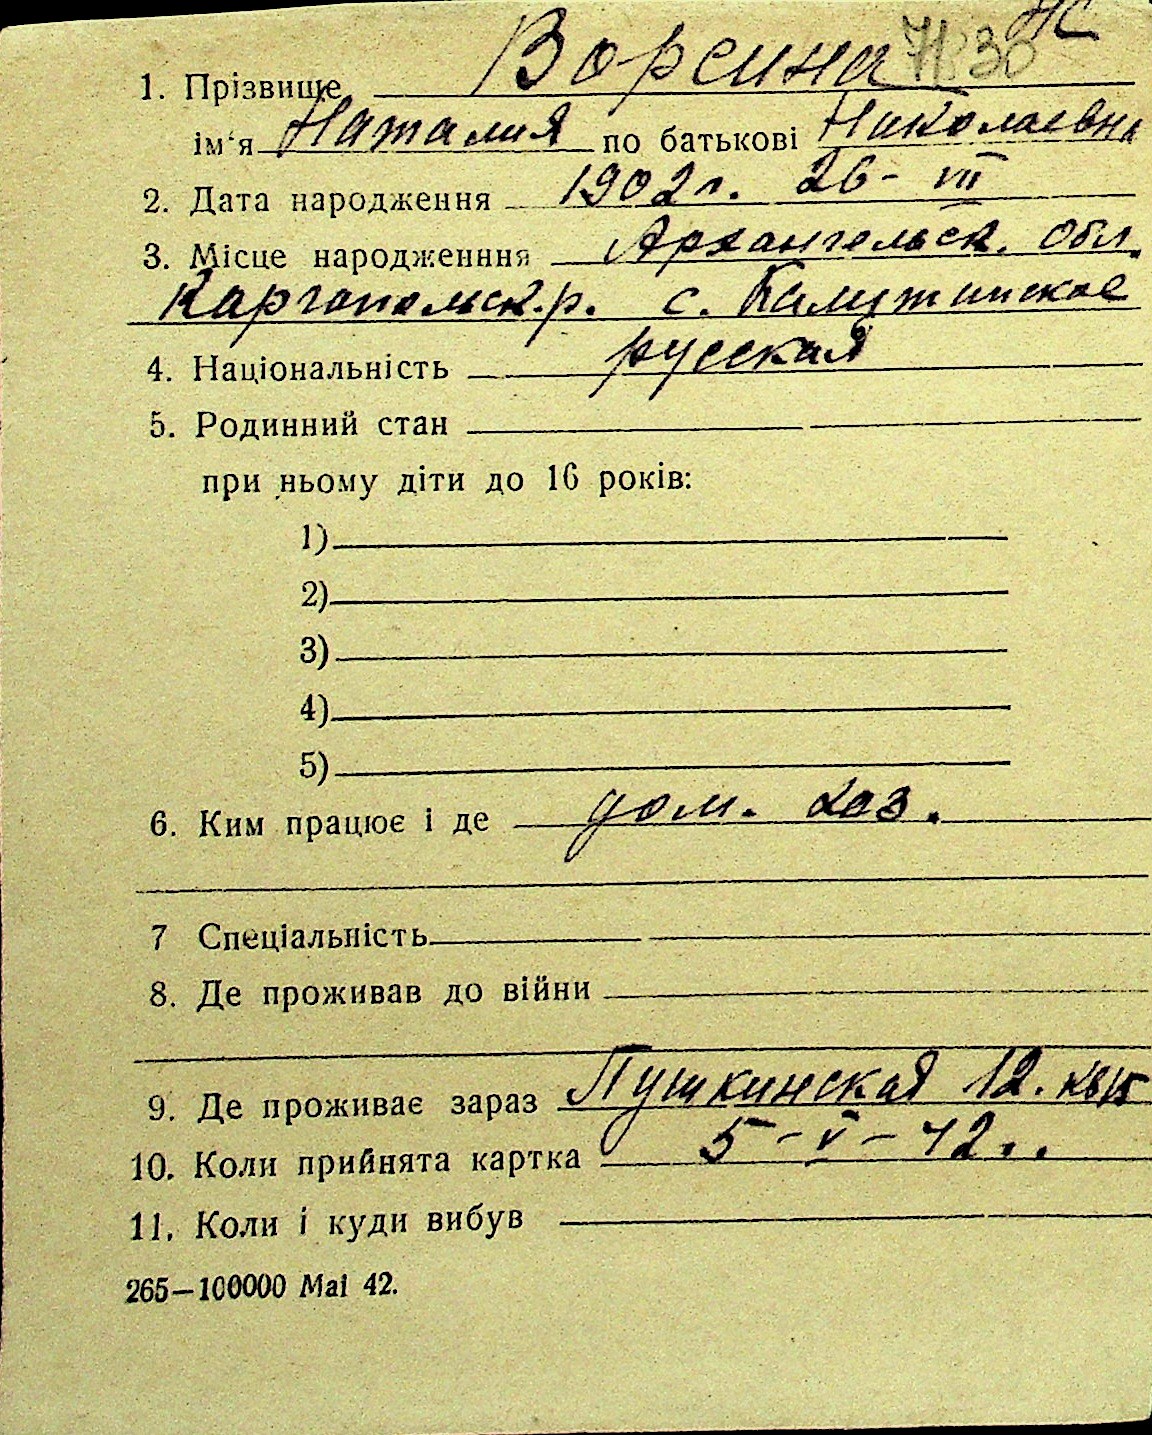 НС
1. Прізвище Ворсина 7830
ім'я Наталия по батькові Николаевна
2. Дата народження 1902 г. 26 - VII
3. Місце народженння Архангельск. обл.
Каргопольск. р. с.
4. Національність русская
5. Родинний стан
при ньому діти до 16 років:
1)
2)
3)
4)
5)
6. Ким працює і де дом. хоз.
7 Спеціальність
8. Де проживав до війни
9. Де проживає зараз Пушкинская 12. кв
10. Коли прийнята картка 5 - V - 42 г.
11. Коли і куди вибув
265—100000 Mai 42.